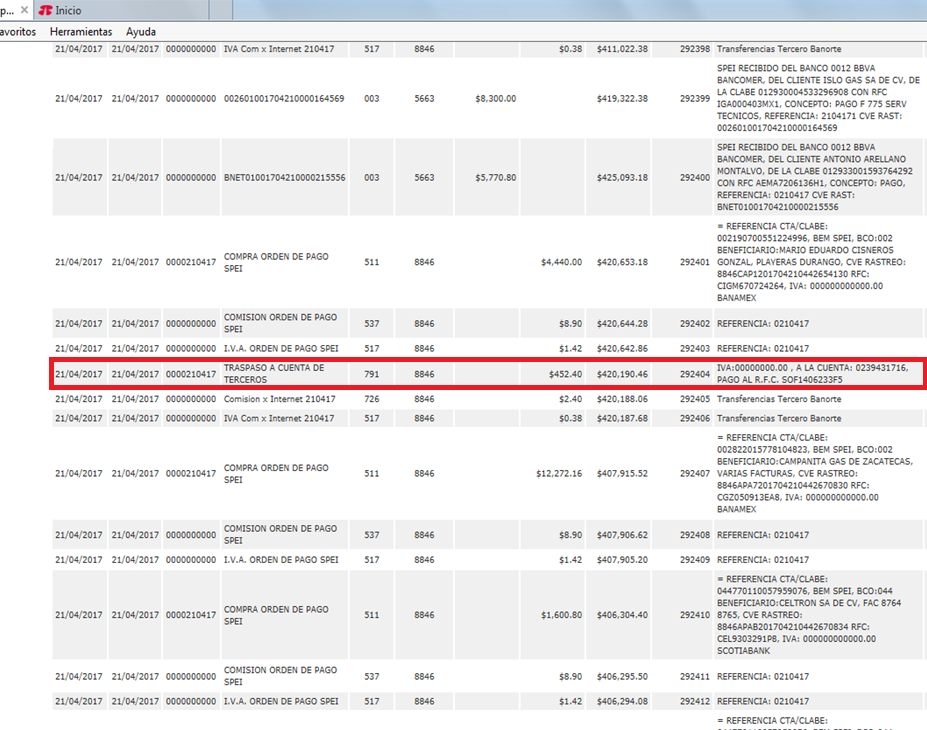 p... × Inicio
avoritos Herramientas Ayuda
21/04/2017 21/04/2017 0000000000 IVA Com x Internet 210417 517 8846 $0.38 $411,022.38 292398 Transferencias Tercero Banorte
SPEI RECIBIDO DEL BANCO 0012 BBVA
BANCOMER, DEL CLIENTE ISLO GAS SA DE CV, DE
21/04/2017 21/04/2017 0000000000 002601001704210000164569 003 5663 $8,300.00 $419,322.38 292399 LA CLABE 012930004533296908 CON RFC
IGA000403MX1, CONCEPTO: PAGO F 775 SERV
TECNICOS, REFERENCIA: 2104171 CVE RAST:
002601001704210000164569
SPEI RECIBIDO DEL BANCO 0012 BBVA
BANCOMER, DEL CLIENTE ANTONIO ARELLANO
MONTALVO, DE LA CLABE 012933001593764292
21/04/2017 21/04/2017 0000000000 BNET01001704210000215556 003 5663 $5,770.80 $425,093.18 292400 CON RFC AEMA7206136H1, CONCEPTO: PAGO,
REFERENCIA: 0210417 CVE RAST:
BNET01001704210000215556
= REFERENCIA CTA/CLABE:
002190700551224996, BEM SPEI, BCO:002
BENEFICIARIO:MARIO EDUARDO CISNEROS
21/04/2017 21/04/2017 0000210417 COMPRA ORDEN DE PAGO SPEI 511 8846 $4,440.00 $420,653.18 292401 GONZAL, PLAYERAS DURANGO, CVE RASTREO:
8846CAP1201704210442654130 RFC:
CIGM670724264, IVA: 000000000000.00
BANAMEX
21/04/2017 21/04/2017 0000000000 COMISION ORDEN DE PAGO SPEI 537 8846 $8.90 $420,644.28 292402 REFERENCIA: 0210417
21/04/2017 21/04/2017 0000000000 I.V.A. ORDEN DE PAGO SPEI 517 8846 $1.42 $420,642.86 292403 REFERENCIA: 0210417
21/04/2017 21/04/2017 0000210417 TRASPASO A CUENTA DE TERCEROS 791 8846 $452.40 $420,190.46 292404 IVA:00000000.00 , A LA CUENTA: 0239431716,
PAGO AL R.F.C. SOF1406233F5
21/04/2017 21/04/2017 0000000000 Comision x Internet 210417 726 8846 $2.40 $420,188.06 292405 Transferencias Tercero Banorte
21/04/2017 21/04/2017 0000000000 IVA Com x Internet 210417 517 8846 $0.38 $420,187.68 292406 Transferencias Tercero Banorte
= REFERENCIA CTA/CLABE:
002822015778104823, BEM SPEI, BCO:002
BENEFICIARIO:CAMPANITA GAS DE ZACATECAS,
21/04/2017 21/04/2017 0000210417 COMPRA ORDEN DE PAGO SPEI 511 8846 $12,272.16 $407,915.52 292407 VARIAS FACTURAS, CVE RASTREO:
8846APA7201704210442670830 RFC:
CGZ050913EA8, IVA: 000000000000.00
BANAMEX
21/04/2017 21/04/2017 0000000000 COMISION ORDEN DE PAGO SPEI 537 8846 $8.90 $407,906.62 292408 REFERENCIA: 0210417
21/04/2017 21/04/2017 0000000000 I.V.A. ORDEN DE PAGO SPEI 517 8846 $1.42 $407,905.20 292409 REFERENCIA: 0210417
= REFERENCIA CTA/CLABE:
044770110057959076, BEM SPEI, BCO:044
BENEFICIARIO:CELTRON SA DE CV, FAC 8764
21/04/2017 21/04/2017 0000210417 COMPRA ORDEN DE PAGO SPEI 511 8846 $1,600.80 $406,304.40 292410 8765, CVE RASTREO:
8846APAB201704210442670834 RFC:
CEL9303291P8, IVA: 000000000000.00
SCOTIABANK
21/04/2017 21/04/2017 0000000000 COMISION ORDEN DE PAGO SPEI 537 8846 $8.90 $406,295.50 292411 REFERENCIA: 0210417
21/04/2017 21/04/2017 0000000000 I.V.A. ORDEN DE PAGO SPEI 517 8846 $1.42 $406,294.08 292412 REFERENCIA: 0210417
= REFERENCIA CTA/CLABE: